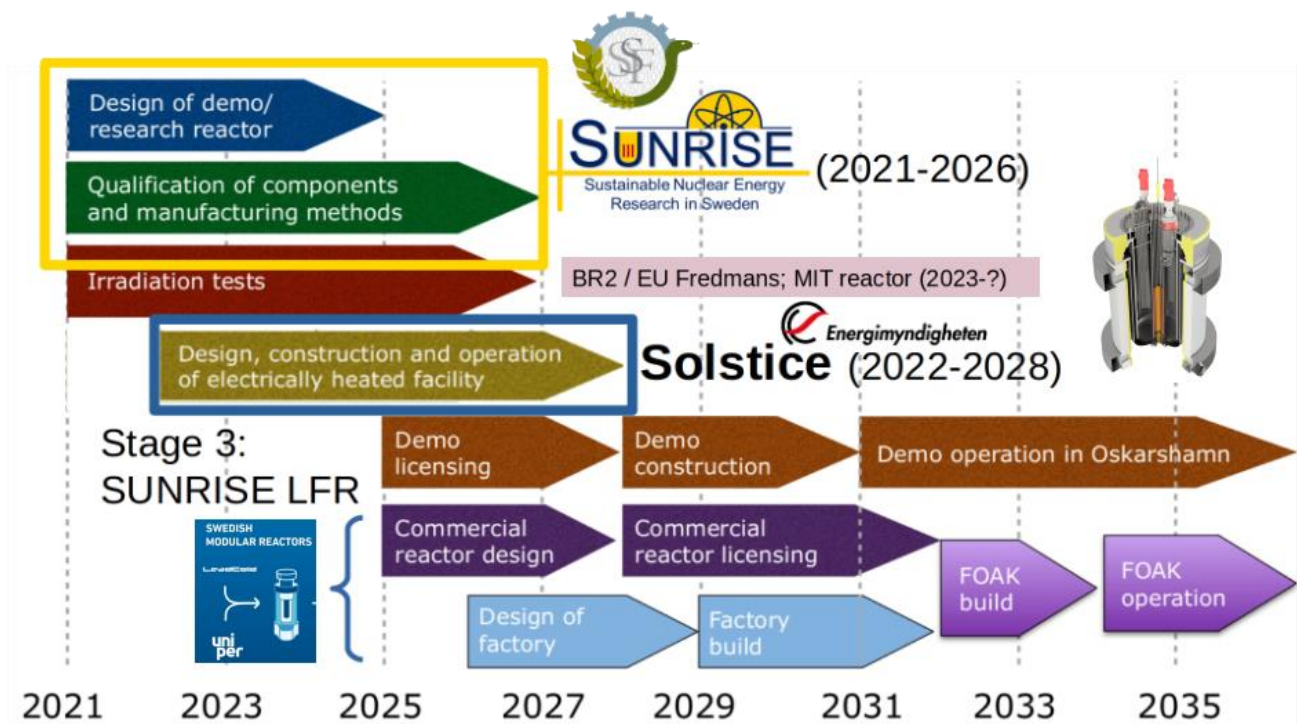 SSF
Design of demo/
research reactor
SUNRISE
(2021-2026)
Sustainable Nuclear Energy
Research in Sweden
Qualification of components
and manufacturing methods
Irradiation tests
BR2 / EU Fredmans; MIT reactor (2023-?)
Energimyndigheten
Design, construction and operation
of electrically heated facility
Solstice (2022-2028)
Stage 3:
SUNRISE LFR
Demo
licensing
Demo
construction
Demo operation in Oskarshamn
SWEDISH
MODULAR REACTORS
LeadCold
uni
per
Commercial
reactor design
Commercial
reactor licensing
FOAK
build
FOAK
operation
Design of
factory
Factory
build
2021 2023 2025 2027 2029 2031 2033 2035